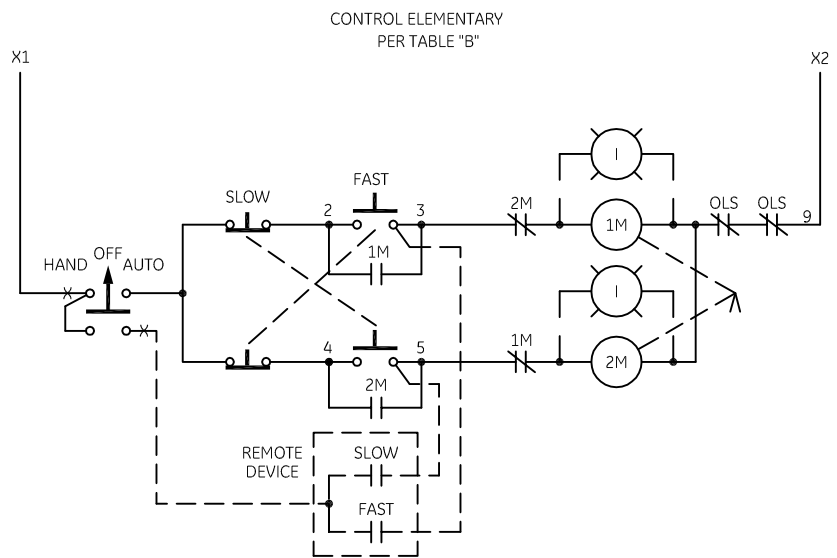 CONTROL ELEMENTARY
PER TABLE "B"
X1
X2
I
SLOW
FAST
2
3
2M
1M
OLS
OLS
9
1M
HAND
OFF
AUTO
I
4
5
1M
2M
2M
REMOTE
DEVICE
SLOW
FAST